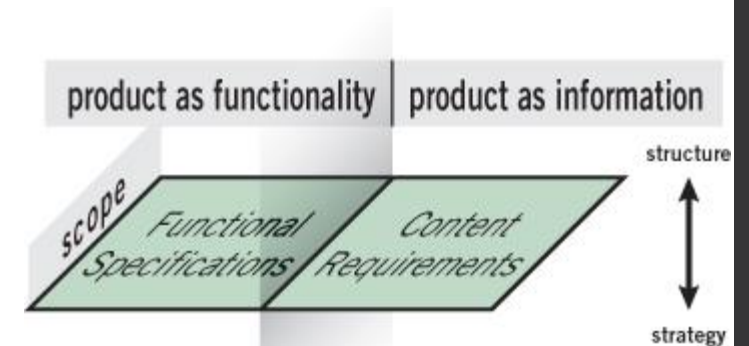 product as functionality
product as information
structure
scope
Functional
Specifications
Content
Requirements
strategy